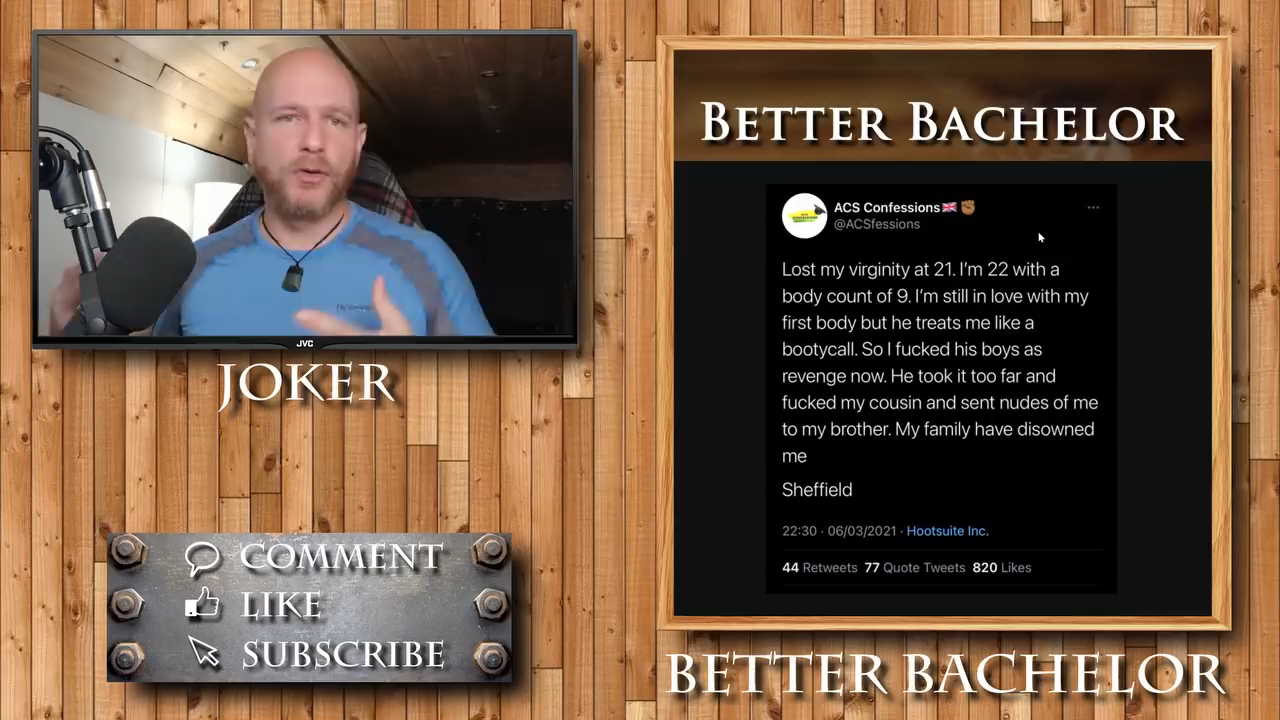 JVC
JOKER
COMMENT
LIKE
SUBSCRIBE
BETTER BACHELOR
ACS Confessions🇬🇧✊🏾
@ACSfessions
Lost my virginity at 21. I'm 22 with a
body count of 9. I'm still in love with my
first body but he treats me like a
bootycall. So I fucked his boys as
revenge now. He took it too far and
fucked my cousin and sent nudes of me
to my brother. My family have disowned
me
Sheffield
22:30 · 06/03/2021 · Hootsuite Inc.
44 Retweets 77 Quote Tweets 820 Likes
BETTER BACHELOR